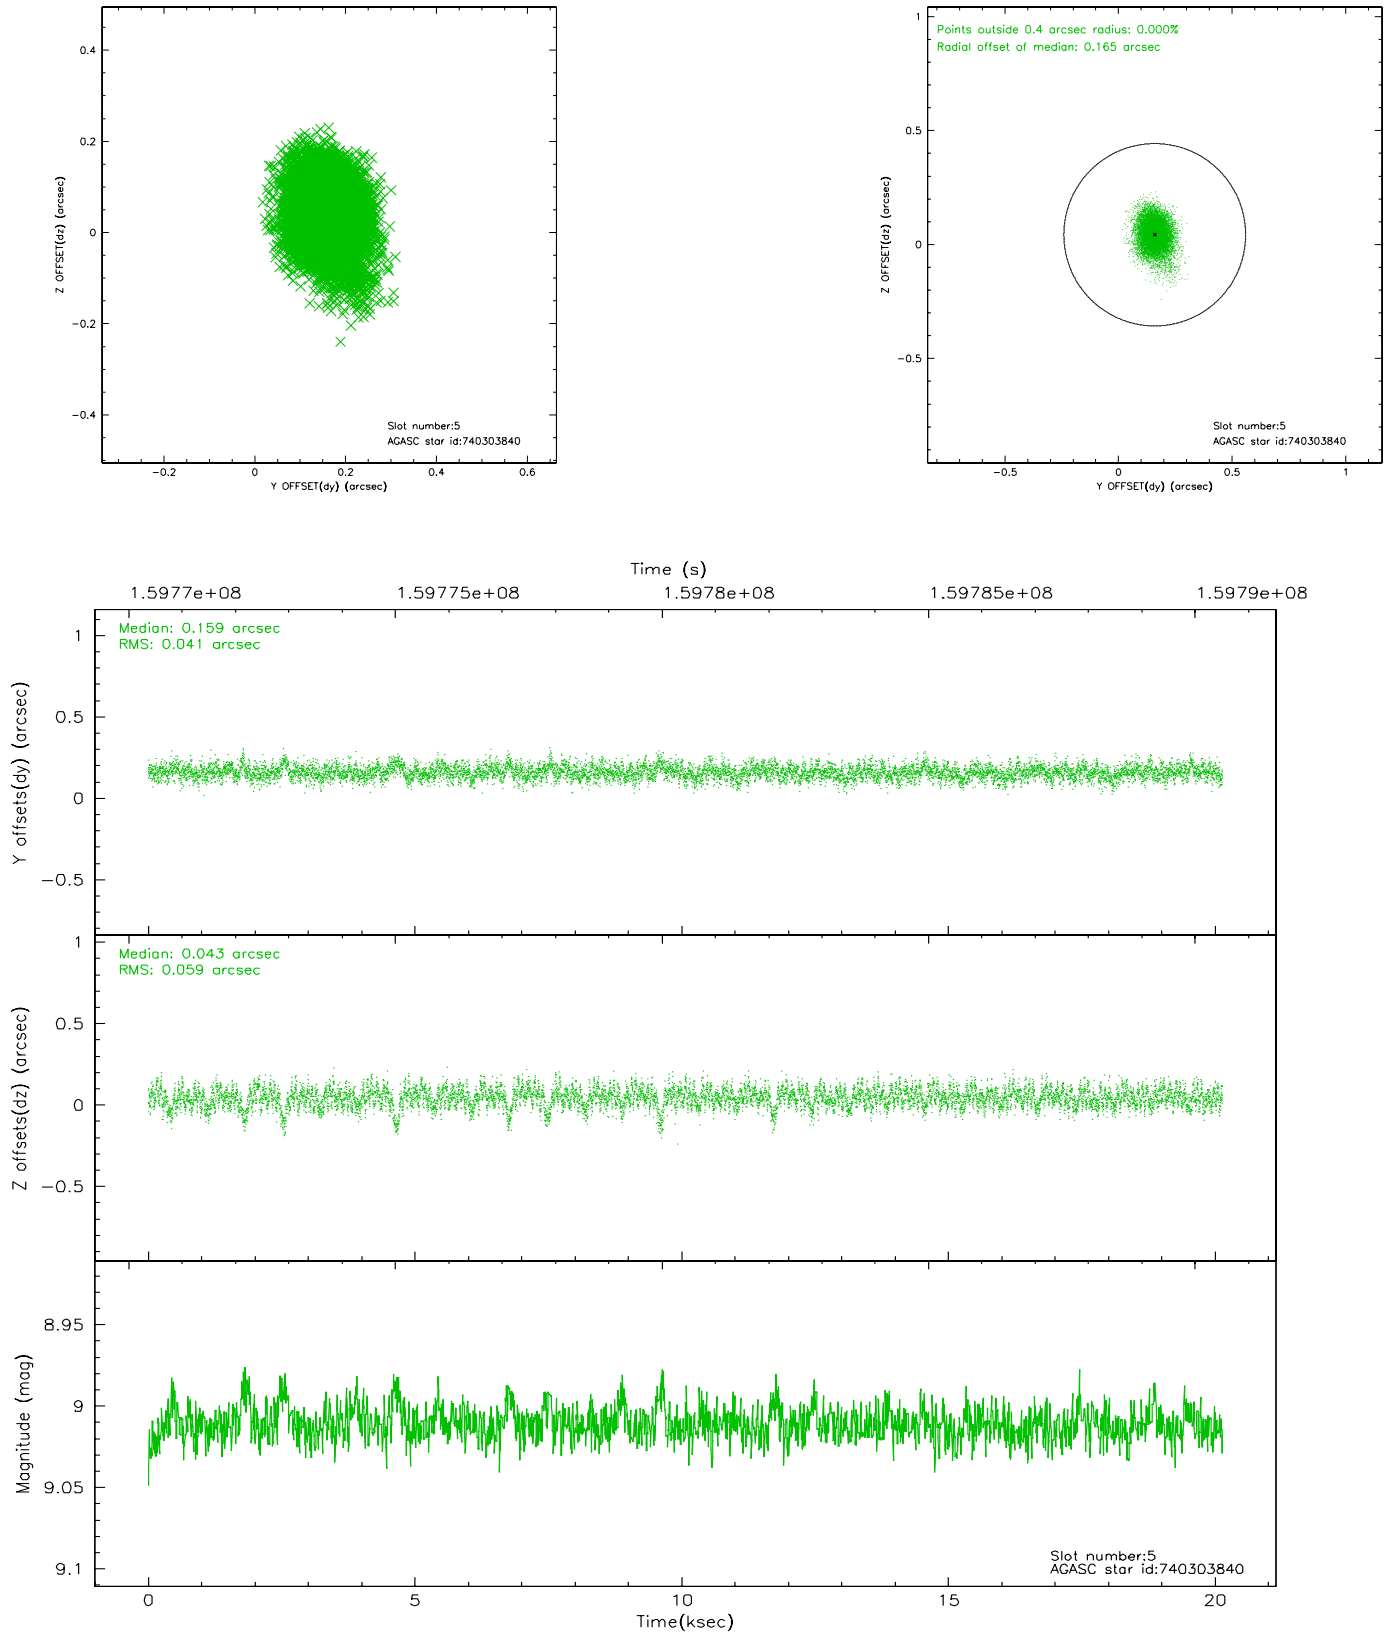 0.4
0.2
0
−0.2
−0.4
Z OFFSET(dz) (arcsec)
Slot number:5
AGASC star id:740303840
−0.2 0 0.2 0.4 0.6
Y OFFSET(dy) (arcsec)
Points outside 0.4 arcsec radius: 0.000%
Radial offset of median: 0.165 arcsec
1
0.5
0
−0.5
Z OFFSET(dz) (arcsec)
Slot number:5
AGASC star id:740303840
−0.5 0 0.5 1
Y OFFSET(dy) (arcsec)
Time (s)
1.5977e+08 1.59775e+08 1.5978e+08 1.59785e+08 1.5979e+08
Median: 0.159 arcsec
RMS: 0.041 arcsec
1
0.5
0
−0.5
Y offsets(dy) (arcsec)
Median: 0.043 arcsec
RMS: 0.059 arcsec
1
0.5
0
−0.5
Z offsets(dz) (arcsec)
8.95
9
9.05
9.1
Magnitude (mag)
Slot number:5
AGASC star id:740303840
0 5 10 15 20
Time(ksec)